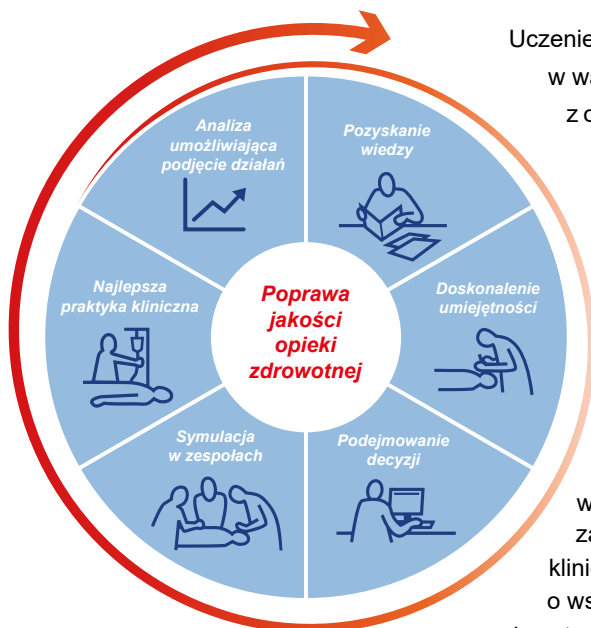 Uczenie
z
Analiza
umożliwiająca
podjęcie działań
Pozyskanie
wiedzy
Najlepsza
praktyka kliniczna
Poprawa
jakości
opieki
zdrowotnej
Doskonalenie
umiejętności
Symulacja
w zespołach
Podejmowanie
decyzji
o